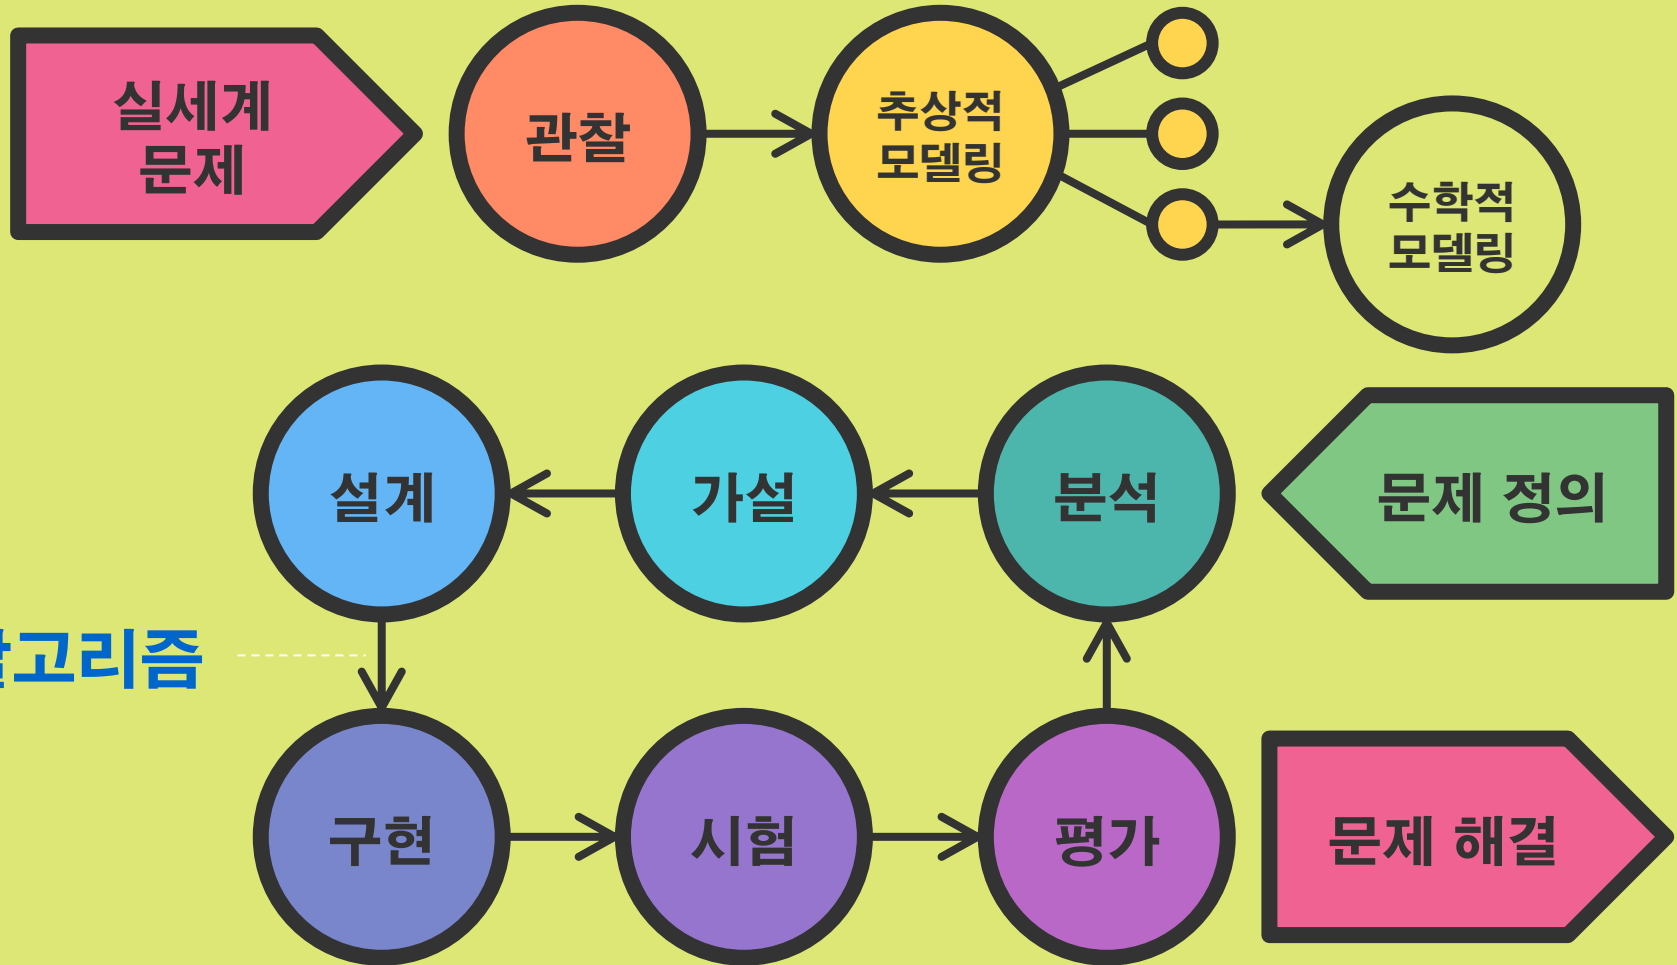 실세계
문제
관찰
추상적
모델링
수학적
모델링
설계
가설
분석
문제 정의
알고리즘
구현
시험
평가
문제 해결